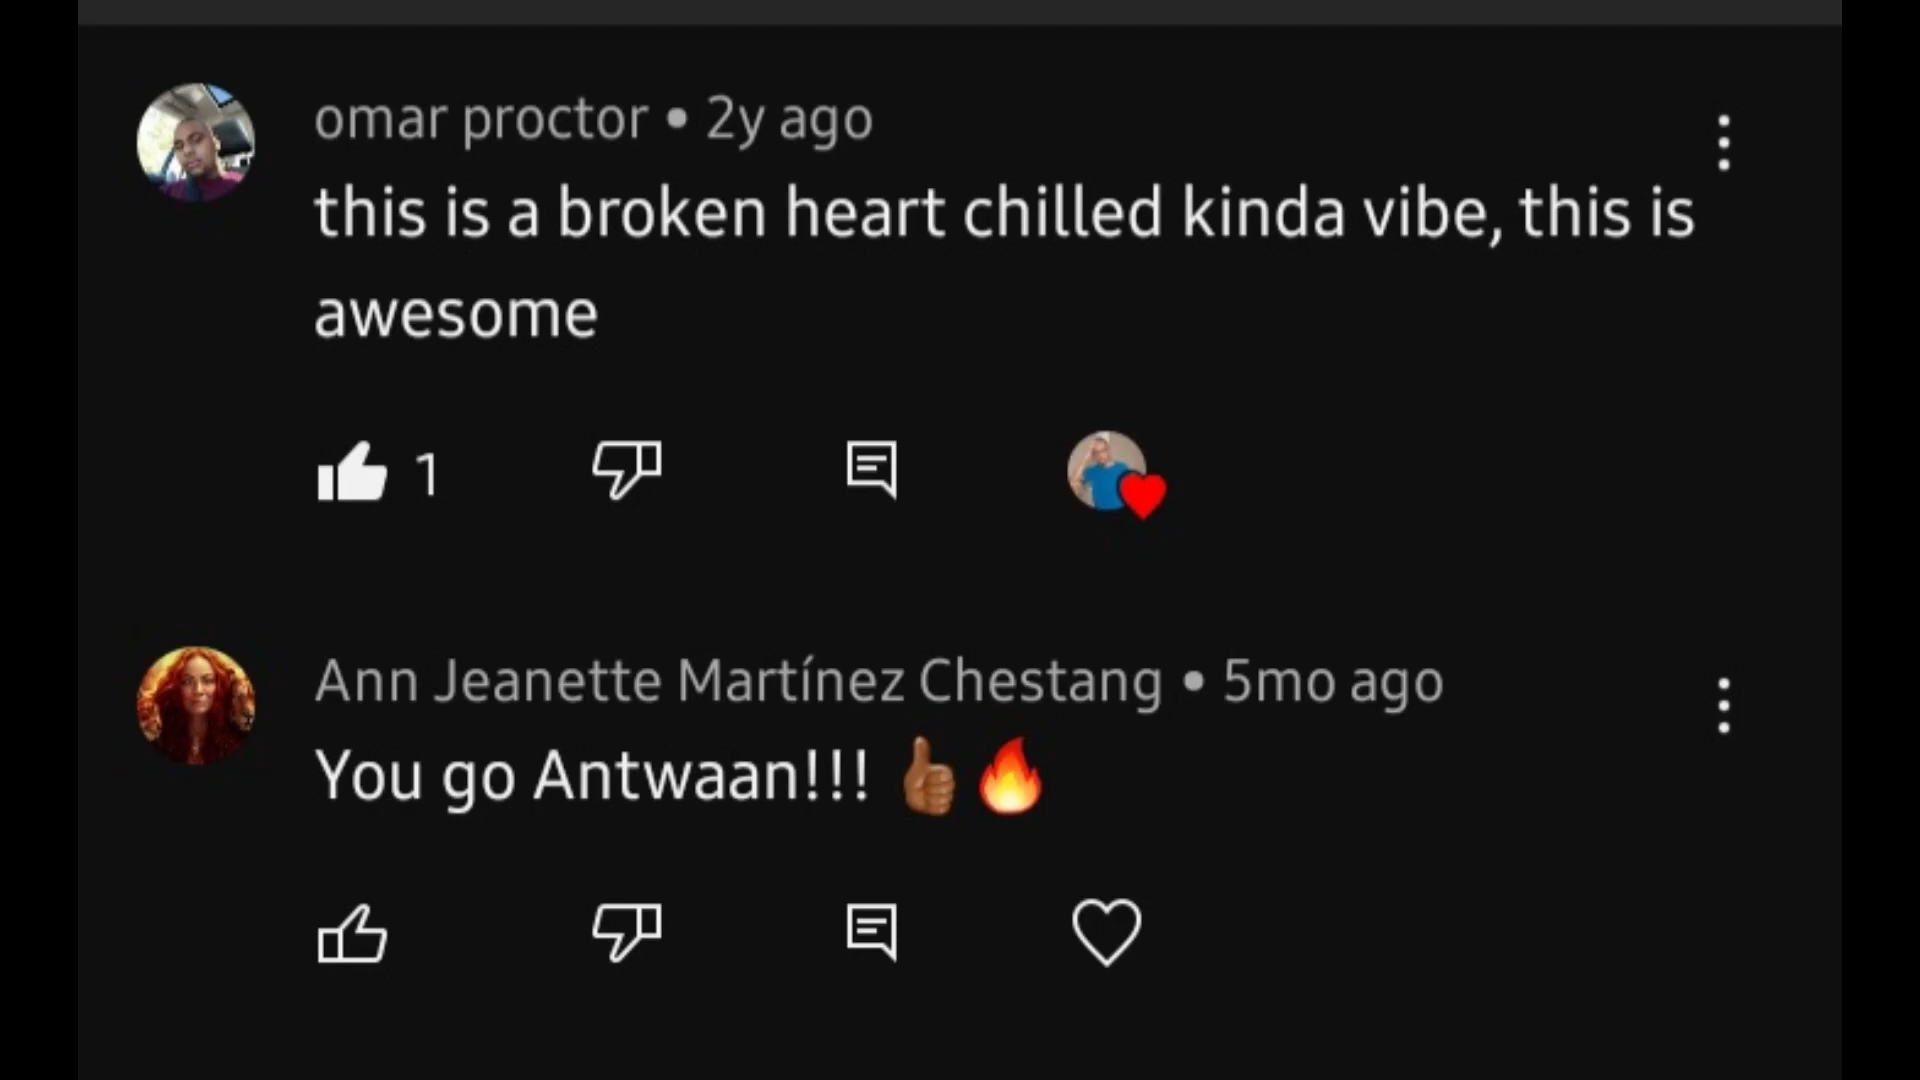 omar proctor • 2y ago
this is a broken heart chilled kinda vibe, this is
awesome
1
Ann Jeanette Martínez Chestang • 5mo ago
You go Antwaan!!! 👍🏾🔥